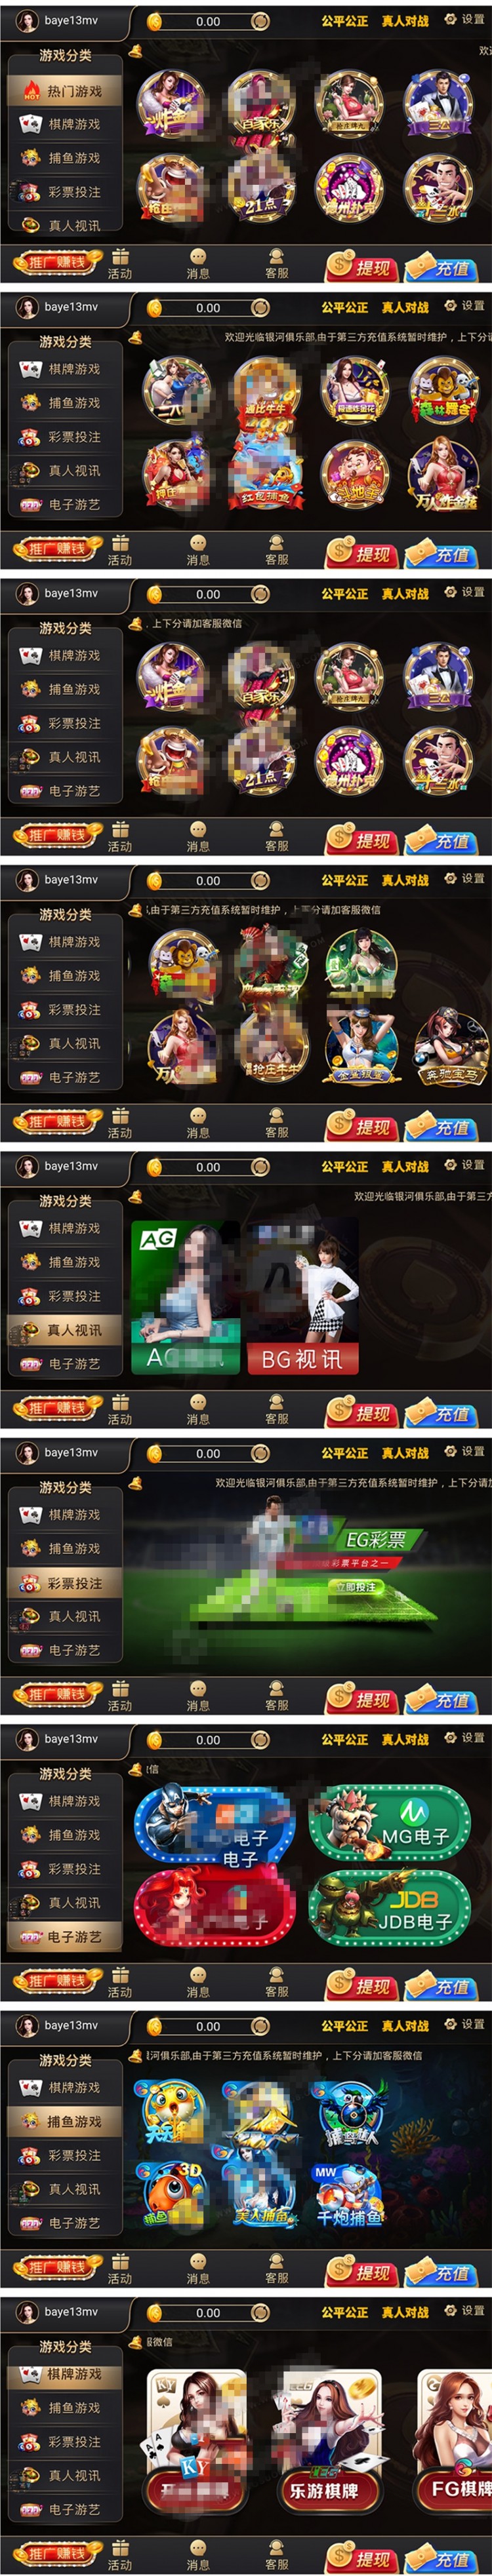 baye13mv
0.00
公平公正 真人对战
设置
游戏分类
欢迎
热门游戏
棋牌游戏
捕鱼游戏
彩票投注
真人视讯
炸金
百家乐
抢庄牌九
三公
抢庄
21点
德州扑克
十三水
推广赚钱
活动
消息
客服
提现
充值
baye13mv
0.00
公平公正 真人对战
设置
游戏分类
欢迎光临银河俱乐部,由于第三方充值系统暂时维护，上下分请
棋牌游戏
捕鱼游戏
彩票投注
真人视讯
电子游艺
二人
通比牛牛
极速炸金花
森林舞会
押庄
红包捕鱼
斗地主
万人炸金花
推广赚钱
活动
消息
客服
提现
充值
baye13mv
0.00
公平公正 真人对战
设置
游戏分类
，上下分请加客服微信
棋牌游戏
捕鱼游戏
彩票投注
真人视讯
电子游艺
炸金
百家乐
抢庄牌九
三公
抢庄
21点
德州扑克
十三水
推广赚钱
活动
消息
客服
提现
充值
baye13mv
0.00
公平公正 真人对战
设置
游戏分类
,由于第三方充值系统暂时维护，上下分请加客服微信
棋牌游戏
捕鱼游戏
彩票投注
真人视讯
电子游艺
森
万人
抢庄牛牛
奔驰宝马
推广赚钱
活动
消息
客服
提现
充值
baye13mv
0.00
公平公正 真人对战
设置
游戏分类
欢迎光临银河俱乐部,由于第三方
棋牌游戏
捕鱼游戏
彩票投注
真人视讯
电子游艺
AG
BG视讯
推广赚钱
活动
消息
客服
提现
充值
baye13mv
0.00
公平公正 真人对战
设置
游戏分类
欢迎光临银河俱乐部,由于第三方充值系统暂时维护，上下分请加
棋牌游戏
捕鱼游戏
彩票投注
真人视讯
电子游艺
EG彩票
彩票平台之一
立即投注
推广赚钱
活动
消息
客服
提现
充值
baye13mv
0.00
公平公正 真人对战
设置
游戏分类
微信
棋牌游戏
捕鱼游戏
彩票投注
真人视讯
电子游艺
电子
电子
MG电子
电子
JDB
JDB电子
推广赚钱
活动
消息
客服
提现
充值
baye13mv
0.00
公平公正 真人对战
设置
游戏分类
河俱乐部,由于第三方充值系统暂时维护，上下分请加客服微信
棋牌游戏
捕鱼游戏
彩票投注
真人视讯
电子游艺
天乐
捕鱼达人
3D
捕鱼
美人捕鱼
MW
千炮捕鱼
推广赚钱
活动
消息
客服
提现
充值
baye13mv
0.00
公平公正 真人对战
设置
游戏分类
服微信
棋牌游戏
捕鱼游戏
彩票投注
真人视讯
电子游艺
KY
KY
乐游棋牌
FG棋牌
推广赚钱
活动
消息
客服
提现
充值